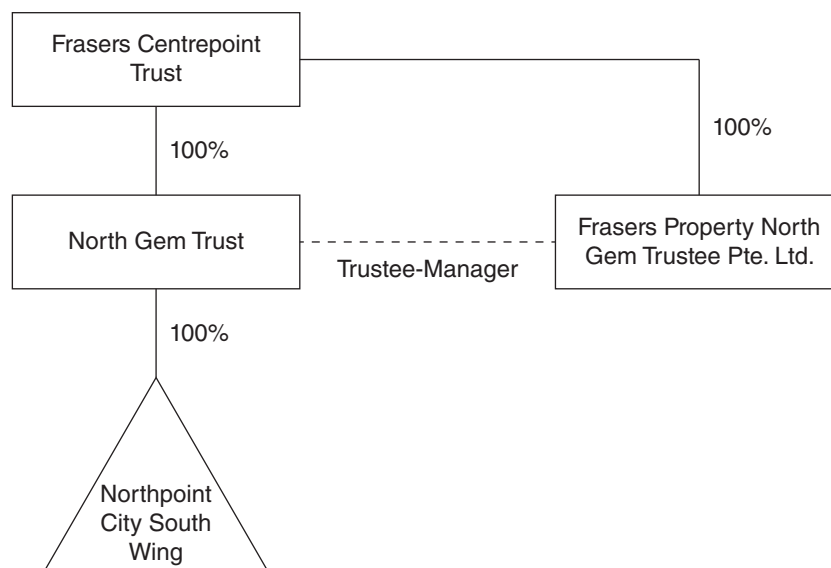 Frasers Centrepoint
Trust
100%
100%
North Gem Trust
Trustee-Manager
Frasers Property North
Gem Trustee Pte. Ltd.
100%
Northpoint
City South
Wing